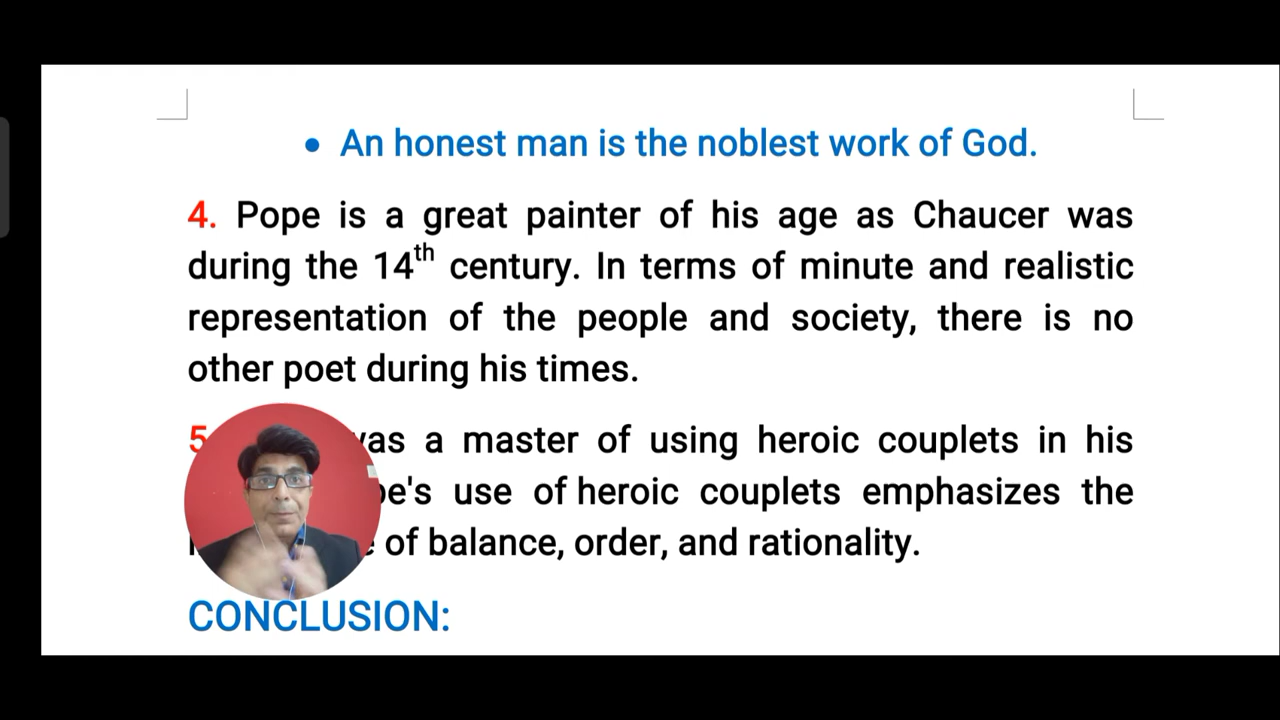 • An honest man is the noblest work of God.
4. Pope is a great painter of his age as Chaucer was
during the 14th century. In terms of minute and realistic
representation of the people and society, there is no
other poet during his times.
5 was a master of using heroic couplets in his
use of heroic couplets emphasizes the
of balance, order, and rationality.
CONCLUSION: